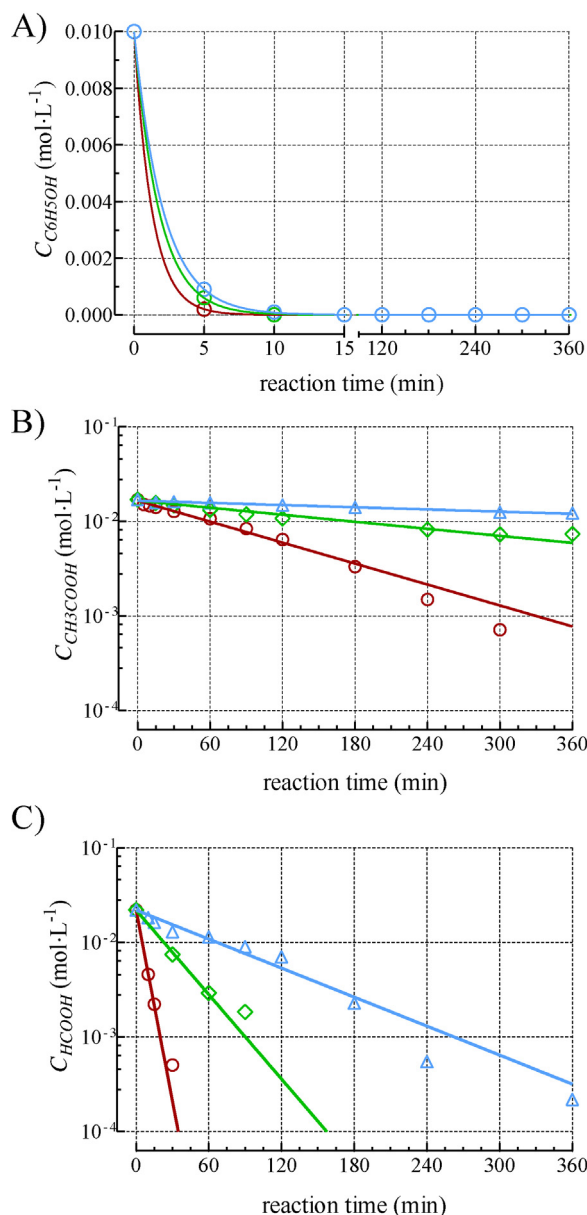 A)
C_C6H5OH (mol·L⁻¹)
0.010
0.008
0.006
0.004
0.002
0.000
0 5 10 15 120 240 360
reaction time (min)
B)
C_CH3COOH (mol·L⁻¹)
10⁻¹
10⁻²
10⁻³
10⁻⁴
0 60 120 180 240 300 360
reaction time (min)
C)
C_HCOOH (mol·L⁻¹)
10⁻¹
10⁻²
10⁻³
10⁻⁴
0 60 120 180 240 300 360
reaction time (min)